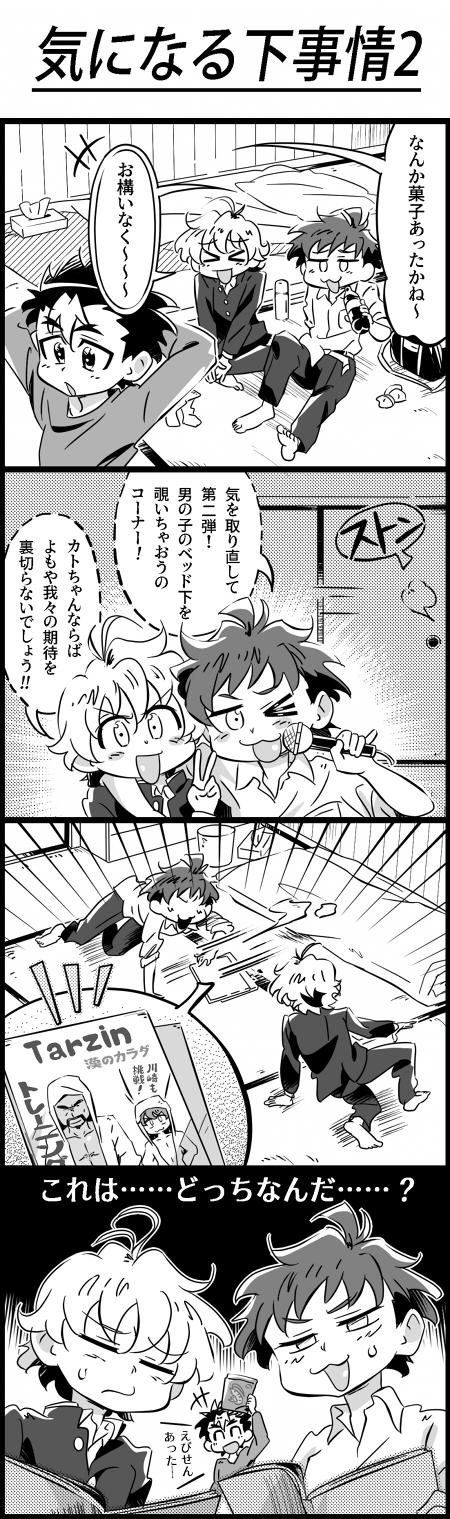 気になる下事情2
なんか菓子あったかね〜
お構いなく〜〜〜
ストン
気を取り直して
第二弾！
男の子のベッド下を
覗いちゃおうの
コーナー！
カトちゃんならば
よもや我々の期待を
裏切らないでしょう!!
Tarzin
漢のカラダ
トレーニング
川崎も
挑戦！
これは……どっちなんだ……？
えびせん
あった—